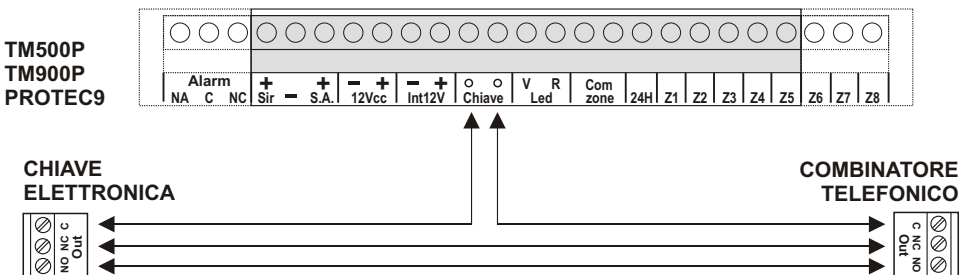 TM500P
TM900P
PROTEC9
Alarm
NA C NC
+ Sir − + S.A.
− + 12Vcc
− + Int12V
Chiave
V R
Led
Com
zone
24H Z1 Z2 Z3 Z4 Z5 Z6 Z7 Z8
CHIAVE
ELETTRONICA
C
NC
NO
Out
COMBINATORE
TELEFONICO
C
NC
NO
Out